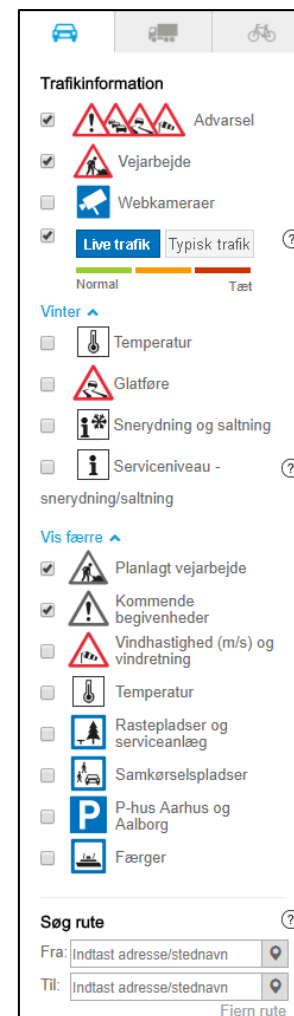 Trafikinformation
Advarsel
Vejarbejde
Webkameraer
Live trafik Typisk trafik ?
Normal Tæt
Vinter
Temperatur
Glatføre
Snerydning og saltning
Serviceniveau - ?
snerydning/saltning
Vis færre
Planlagt vejarbejde
Kommende
begivenheder
Vindhastighed (m/s) og
vindretning
Temperatur
Rastepladser og
serviceanlæg
Samkørselspladser
P P-hus Aarhus og
Aalborg
Færger
Søg rute ?
Fra: Indtast adresse/stednavn
Til: Indtast adresse/stednavn
Fjern rute